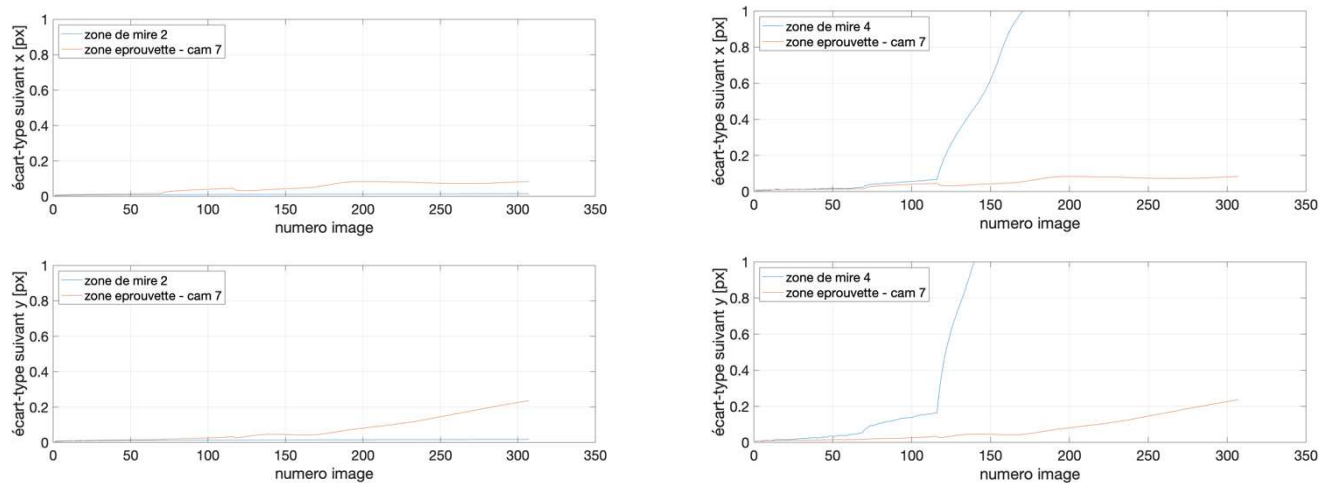 écart-type suivant x [px]
1
0.8
0.6
0.4
0.2
0
zone de mire 2
zone eprouvette - cam 7
0 50 100 150 200 250 300 350
numero image
écart-type suivant x [px]
1
0.8
0.6
0.4
0.2
0
zone de mire 4
zone eprouvette - cam 7
0 50 100 150 200 250 300 350
numero image
écart-type suivant y [px]
1
0.8
0.6
0.4
0.2
0
zone de mire 2
zone eprouvette - cam 7
0 50 100 150 200 250 300 350
numero image
écart-type suivant y [px]
1
0.8
0.6
0.4
0.2
0
zone de mire 4
zone eprouvette - cam 7
0 50 100 150 200 250 300 350
numero image